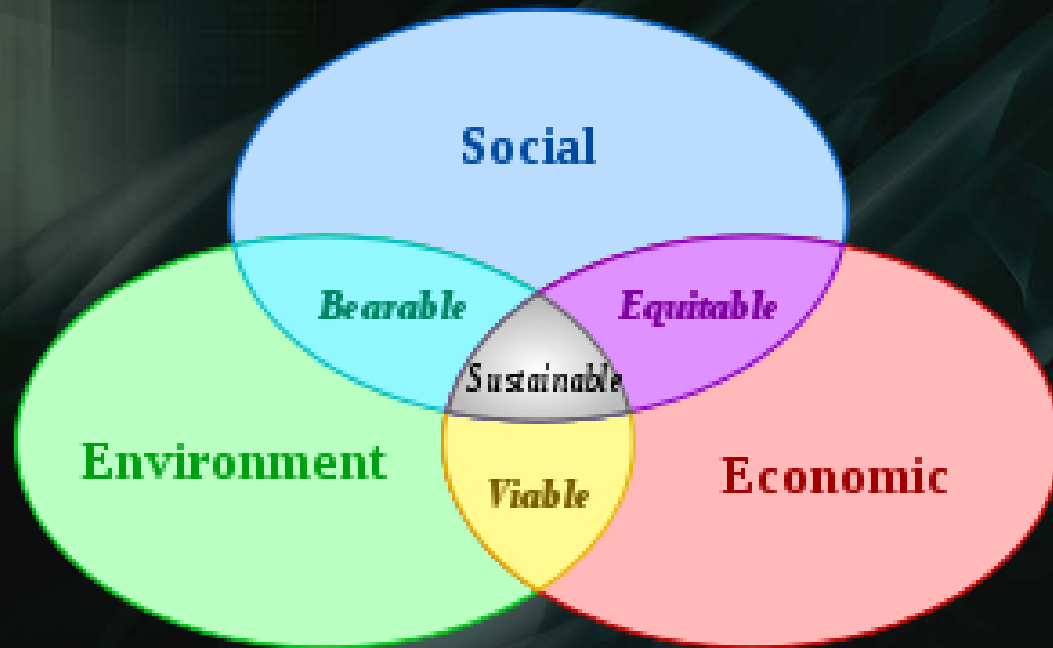 Social
Bearable
Equitable
Sustainable
Environment
Economic
Viable